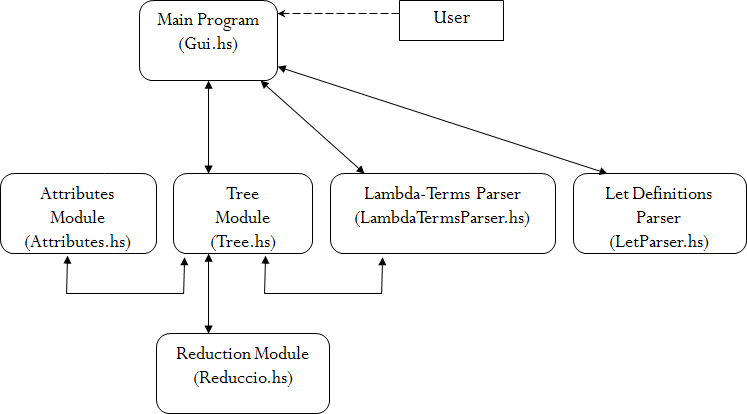 Main Program
(Gui.hs)
User
Attributes
Module
(Attributes.hs)
Tree
Module
(Tree.hs)
Lambda-Terms Parser
(LambdaTermsParser.hs)
Let Definitions
Parser
(LetParser.hs)
Reduction Module
(Reduccio.hs)